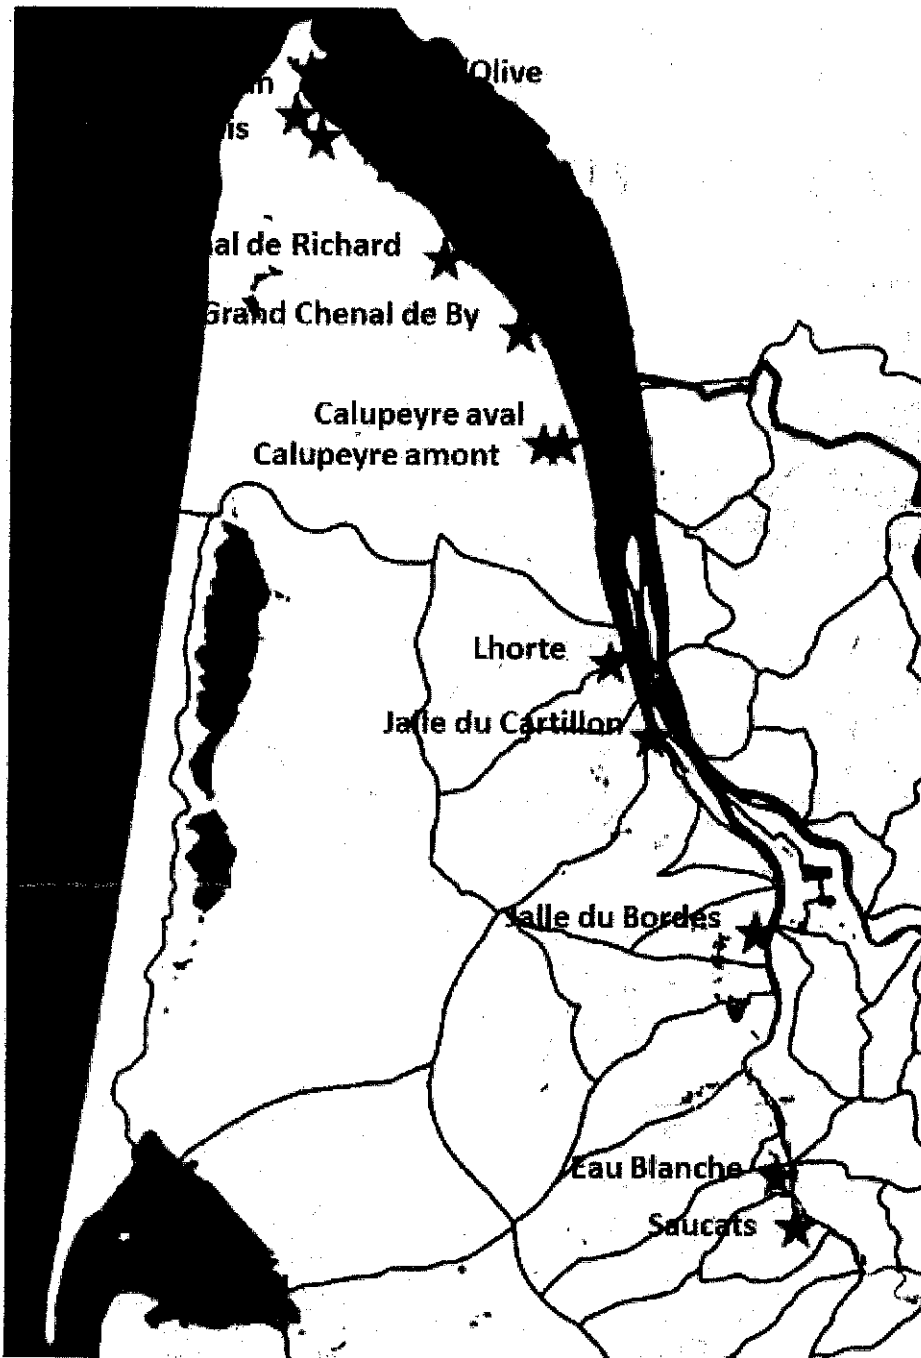 Olive
al de Richard
Grand Chenal de By
Calupeyre aval
Calupeyre amont
Lhorte
Jalle du Cartillon
Jalle du Bordes
Eau Blanche
Saucats